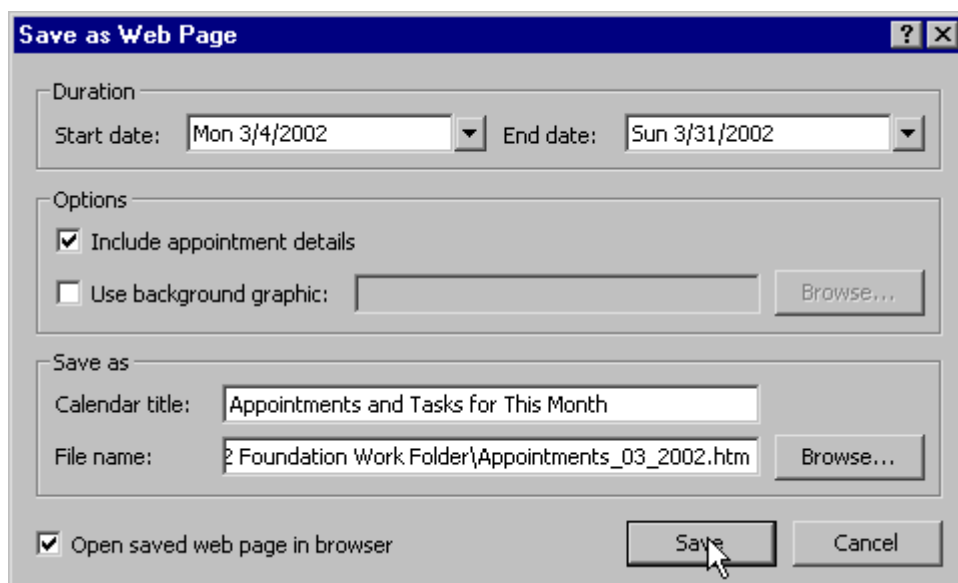 Save as Web Page
Duration
Start date: Mon 3/4/2002 End date: Sun 3/31/2002
Options
Include appointment details
Use background graphic: Browse...
Save as
Calendar title: Appointments and Tasks for This Month
File name: 2 Foundation Work Folder\Appointments_03_2002.htm Browse...
Open saved web page in browser Save Cancel